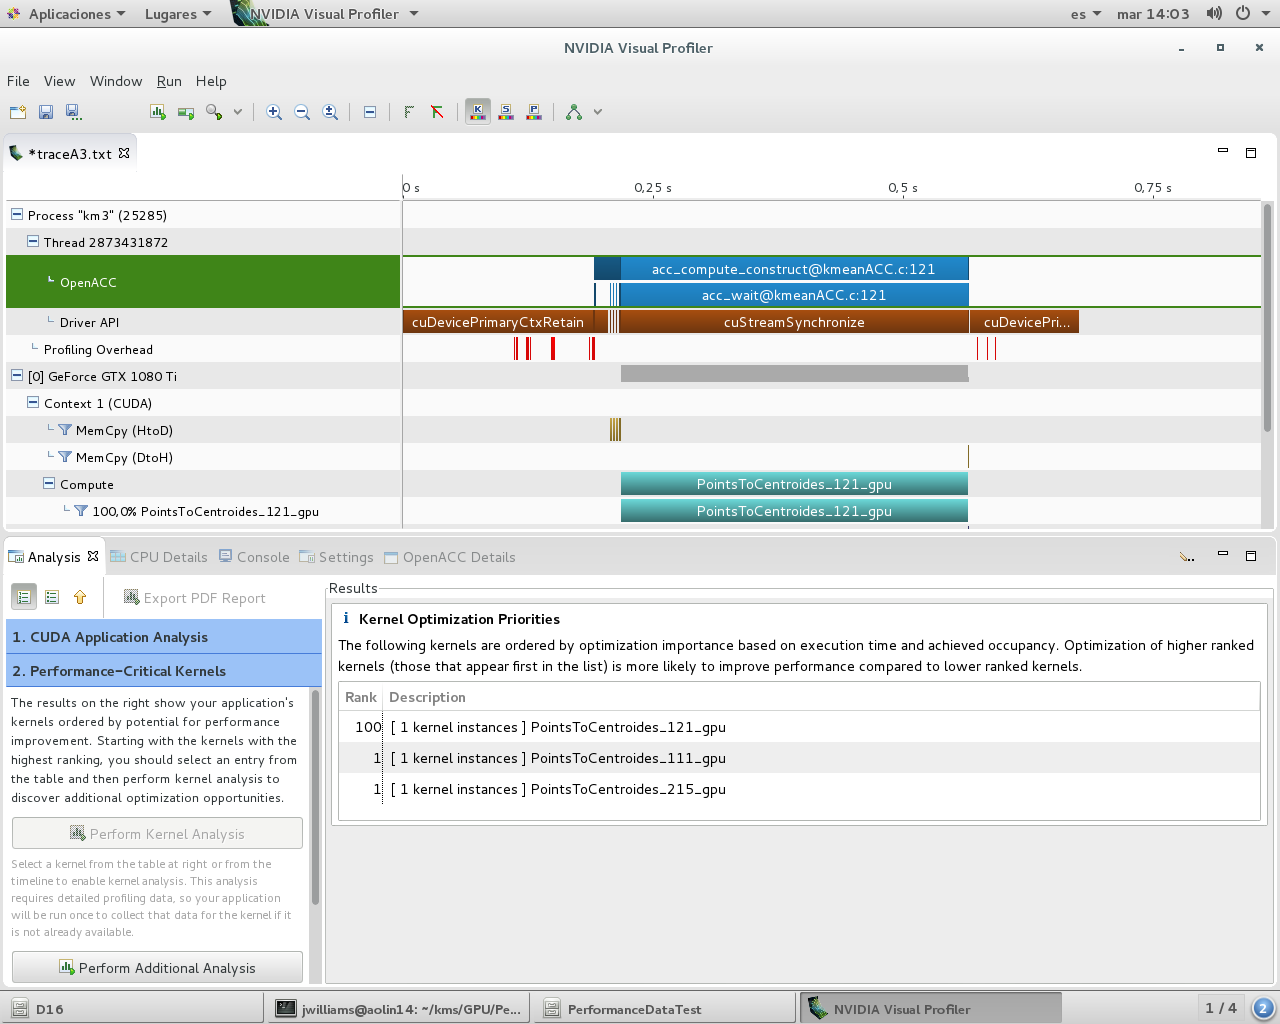 Aplicaciones Lugares NVIDIA Visual Profiler es mar 14:03
NVIDIA Visual Profiler
File View Window Run Help
K S P
*traceA3.txt
0 s 0,25 s 0,5 s 0,75 s
Process "km3" (25285)
Thread 2873431872
acc_compute_construct@kmeanACC.c:121
OpenACC
acc_wait@kmeanACC.c:121
Driver API cuDevicePrimaryCtxRetain cuStreamSynchronize cuDevicePri...
Profiling Overhead
[0] GeForce GTX 1080 Ti
Context 1 (CUDA)
MemCpy (HtoD)
MemCpy (DtoH)
Compute PointsToCentroides_121_gpu
100,0% PointsToCentroides_121_gpu PointsToCentroides_121_gpu
Analysis CPU Details Console Settings OpenACC Details
Export PDF Report
1. CUDA Application Analysis
2. Performance-Critical Kernels
The results on the right show your application's
kernels ordered by potential for performance
improvement. Starting with the kernels with the
highest ranking, you should select an entry from
the table and then perform kernel analysis to
discover additional optimization opportunities.
Perform Kernel Analysis
Select a kernel from the table at right or from the
timeline to enable kernel analysis. This analysis
requires detailed profiling data, so your application
will be run once to collect that data for the kernel if it
is not already available.
Perform Additional Analysis
Results
i Kernel Optimization Priorities
The following kernels are ordered by optimization importance based on execution time and achieved occupancy. Optimization of higher ranked
kernels (those that appear first in the list) is more likely to improve performance compared to lower ranked kernels.
Rank Description
100 [ 1 kernel instances ] PointsToCentroides_121_gpu
1 [ 1 kernel instances ] PointsToCentroides_111_gpu
1 [ 1 kernel instances ] PointsToCentroides_215_gpu
D16 jwilliams@aolin14: ~/kms/GPU/Pe... PerformanceDataTest NVIDIA Visual Profiler 1 / 4 2